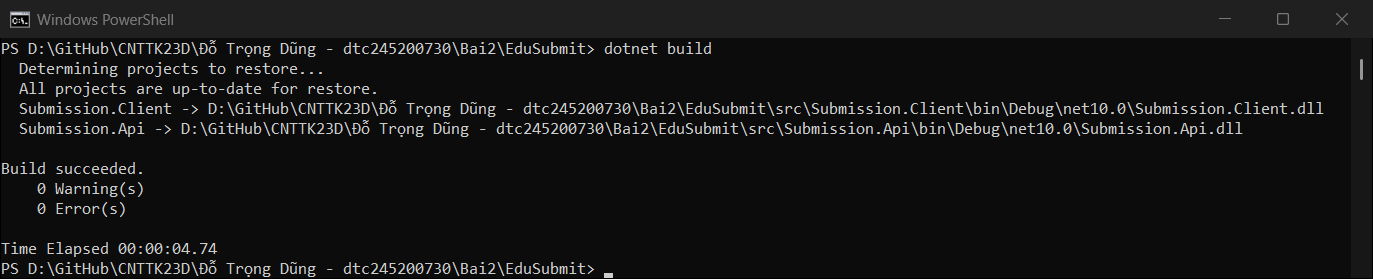 Windows PowerShell
PS D:\GitHub\CNTTK23D\Đỗ Trọng Dũng - dtc245200730\Bai2\EduSubmit> dotnet build
  Determining projects to restore...
  All projects are up-to-date for restore.
  Submission.Client -> D:\GitHub\CNTTK23D\Đỗ Trọng Dũng - dtc245200730\Bai2\EduSubmit\src\Submission.Client\bin\Debug\net10.0\Submission.Client.dll
  Submission.Api -> D:\GitHub\CNTTK23D\Đỗ Trọng Dũng - dtc245200730\Bai2\EduSubmit\src\Submission.Api\bin\Debug\net10.0\Submission.Api.dll

Build succeeded.
    0 Warning(s)
    0 Error(s)

Time Elapsed 00:00:04.74
PS D:\GitHub\CNTTK23D\Đỗ Trọng Dũng - dtc245200730\Bai2\EduSubmit>